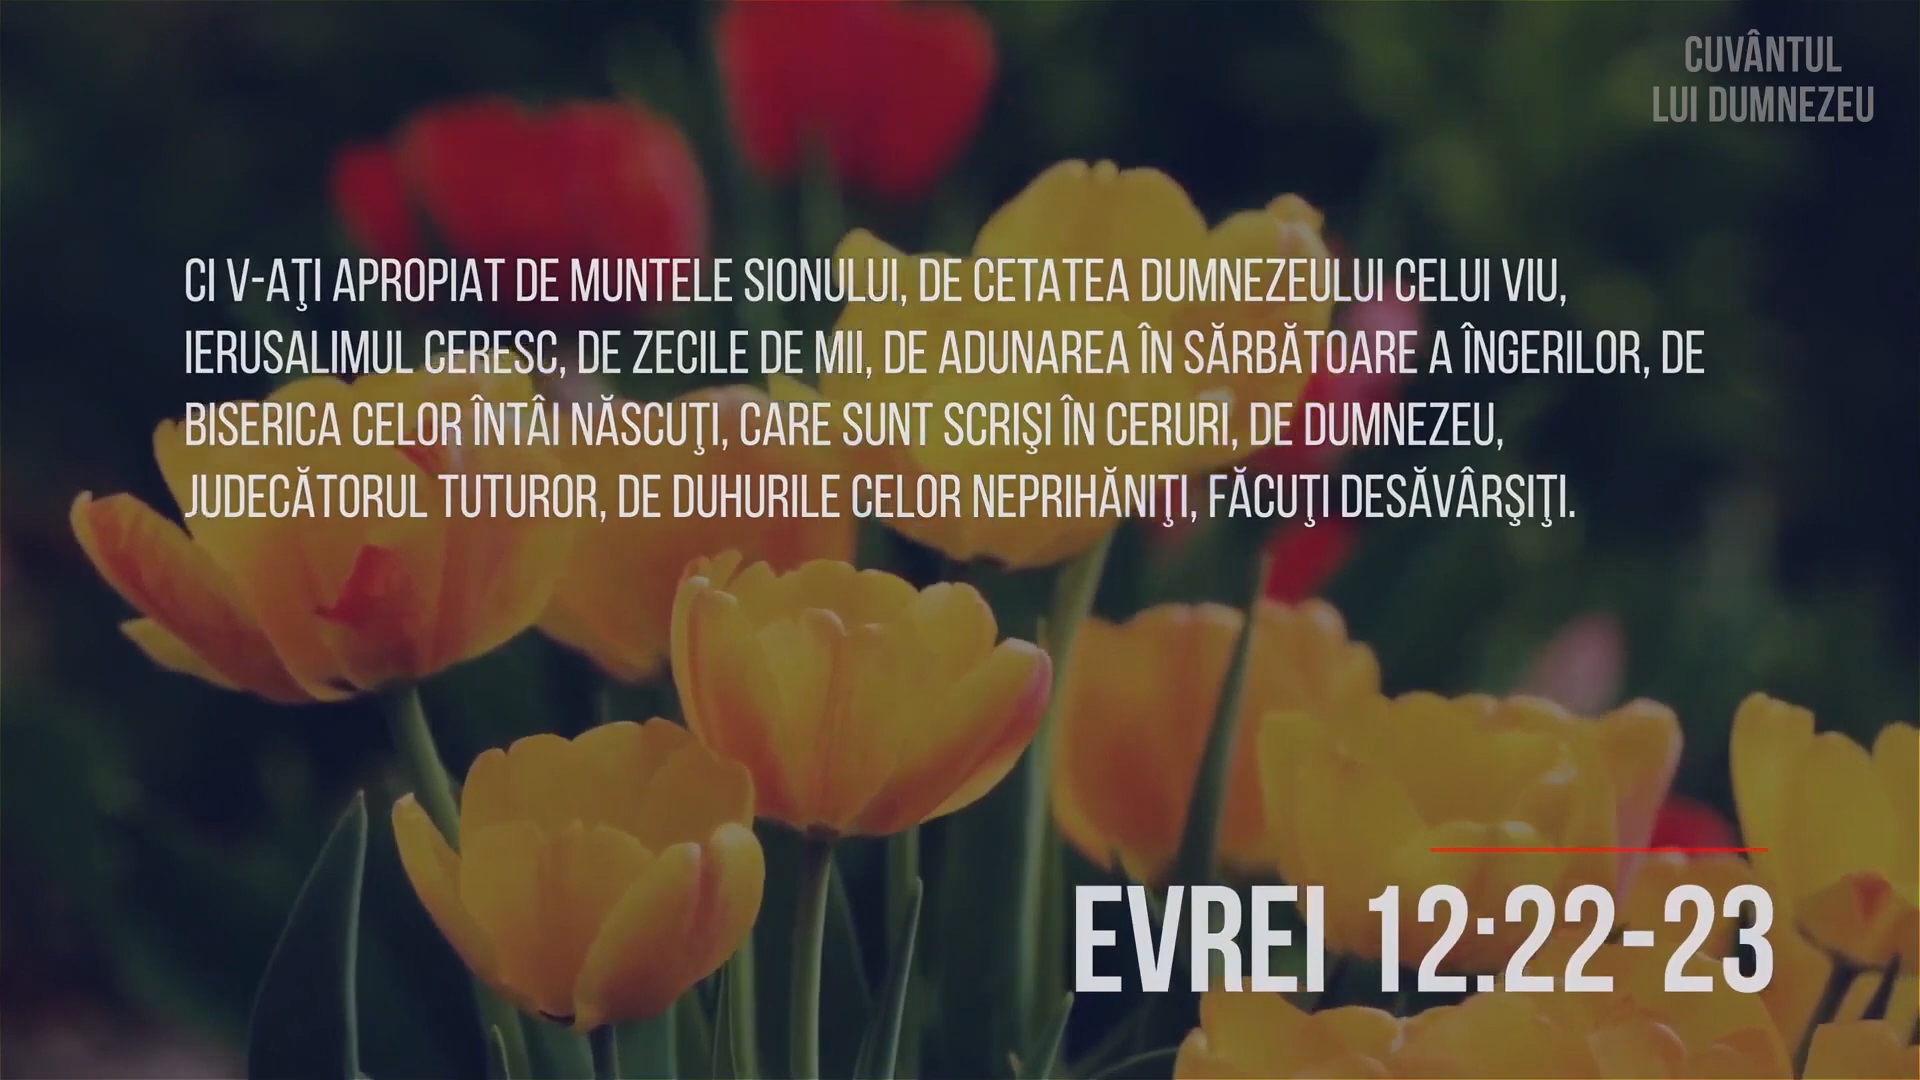 CUVÂNTUL
LUI DUMNEZEU
CI V-AŢI APROPIAT DE MUNTELE SIONULUI, DE CETATEA DUMNEZEULUI CELUI VIU,
IERUSALIMUL CERESC, DE ZECILE DE MII, DE ADUNAREA ÎN SĂRBĂTOARE A ÎNGERILOR, DE
BISERICA CELOR ÎNTÂI NĂSCUŢI, CARE SUNT SCRIŞI ÎN CERURI, DE DUMNEZEU,
JUDECĂTORUL TUTUROR, DE DUHURILE CELOR NEPRIHĂNIŢI, FĂCUŢI DESĂVÂRŞIŢI.
EVREI 12:22-23